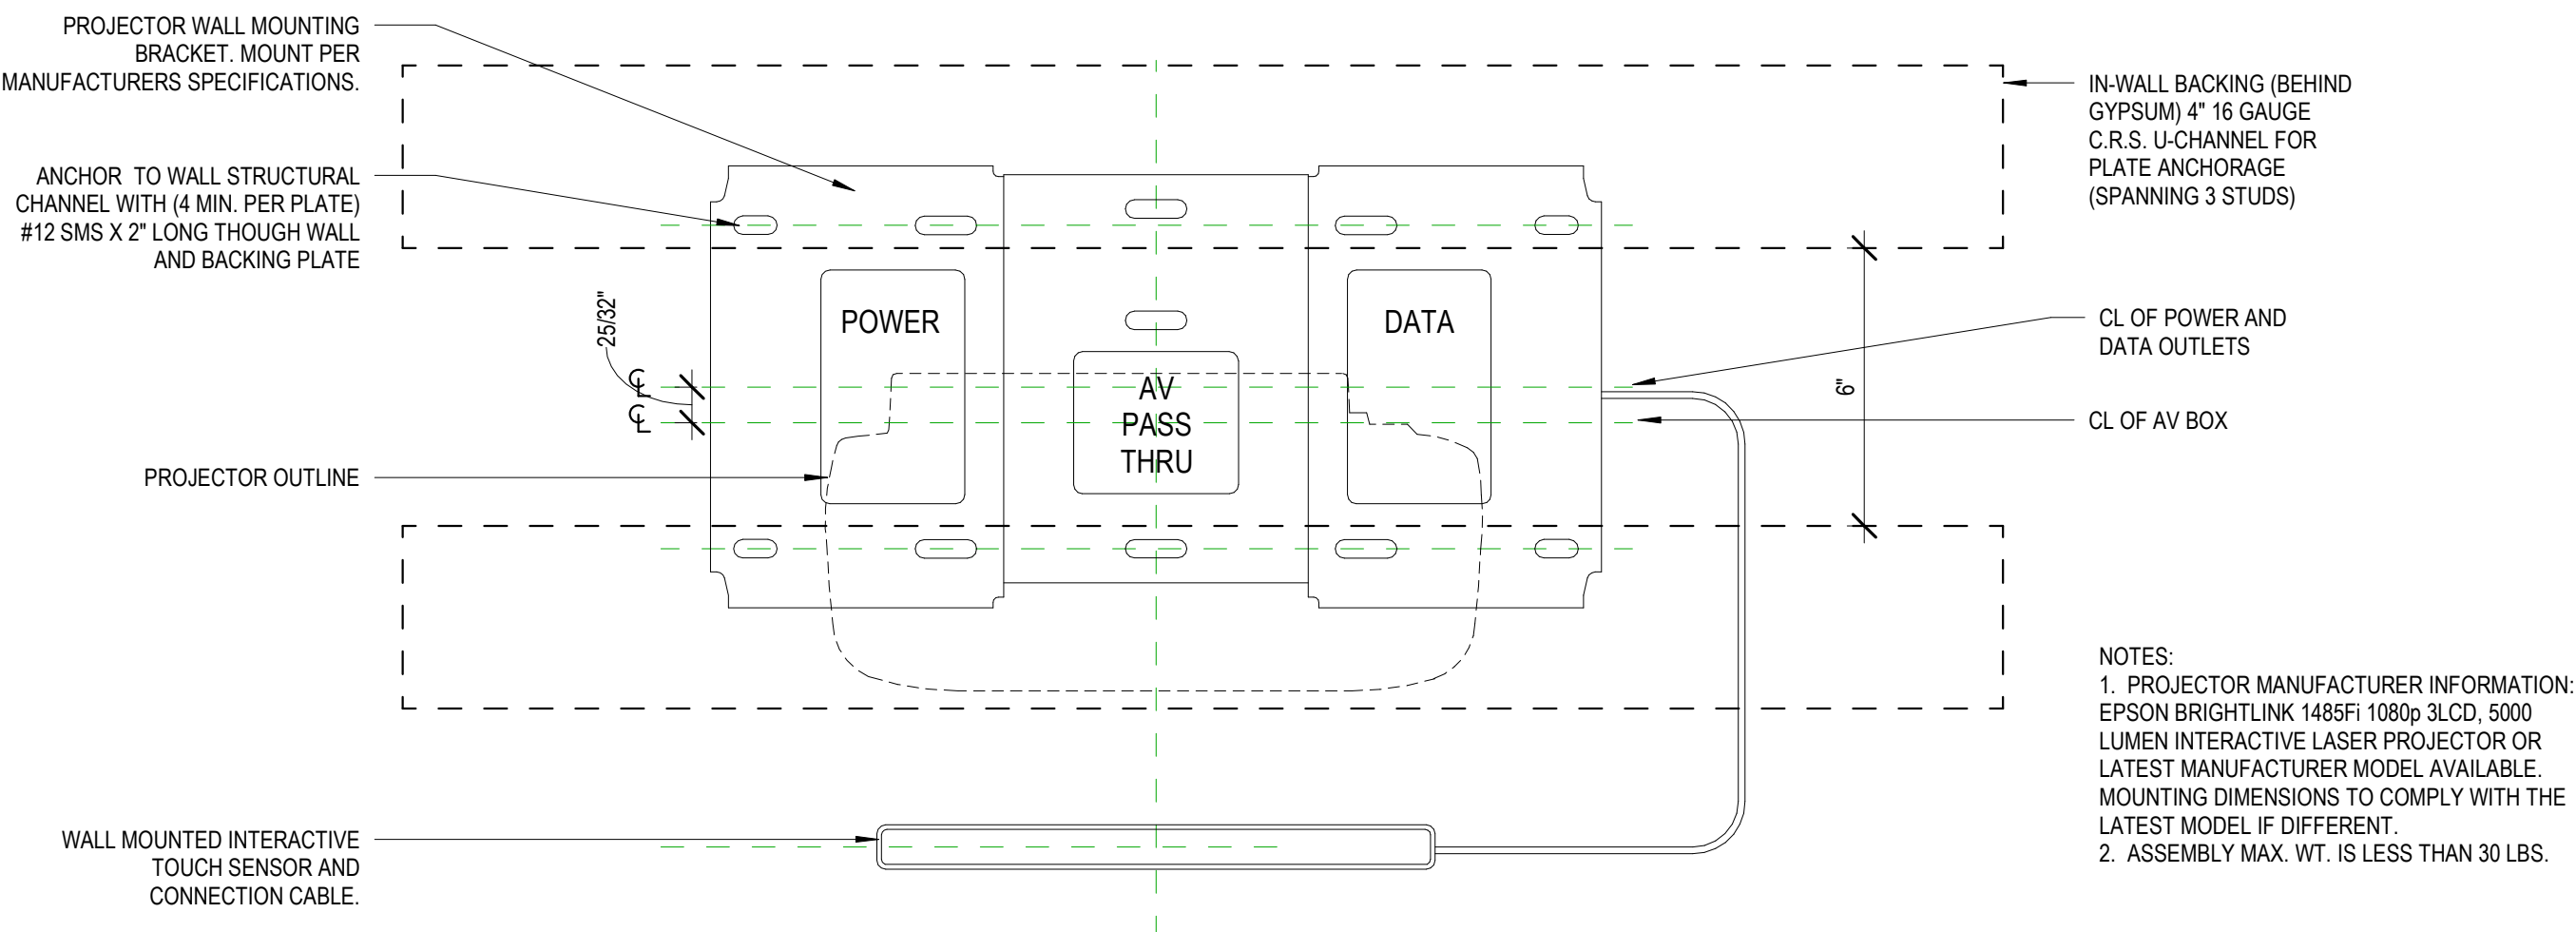 PROJECTOR WALL MOUNTING
BRACKET. MOUNT PER
MANUFACTURERS SPECIFICATIONS.
ANCHOR  TO WALL STRUCTURAL
CHANNEL WITH (4 MIN. PER PLATE)
#12 SMS X 2" LONG THOUGH WALL
AND BACKING PLATE
25/32"
℄
℄
PROJECTOR OUTLINE
WALL MOUNTED INTERACTIVE
TOUCH SENSOR AND
CONNECTION CABLE.
POWER
AV
PASS
THRU
DATA
6"
IN-WALL BACKING (BEHIND
GYPSUM) 4" 16 GAUGE
C.R.S. U-CHANNEL FOR
PLATE ANCHORAGE
(SPANNING 3 STUDS)
CL OF POWER AND
DATA OUTLETS
CL OF AV BOX
NOTES:
1.  PROJECTOR MANUFACTURER INFORMATION:
EPSON BRIGHTLINK 1485Fi 1080p 3LCD, 5000
LUMEN INTERACTIVE LASER PROJECTOR OR
LATEST MANUFACTURER MODEL AVAILABLE.
MOUNTING DIMENSIONS TO COMPLY WITH THE
LATEST MODEL IF DIFFERENT.
2.  ASSEMBLY MAX. WT. IS LESS THAN 30 LBS.